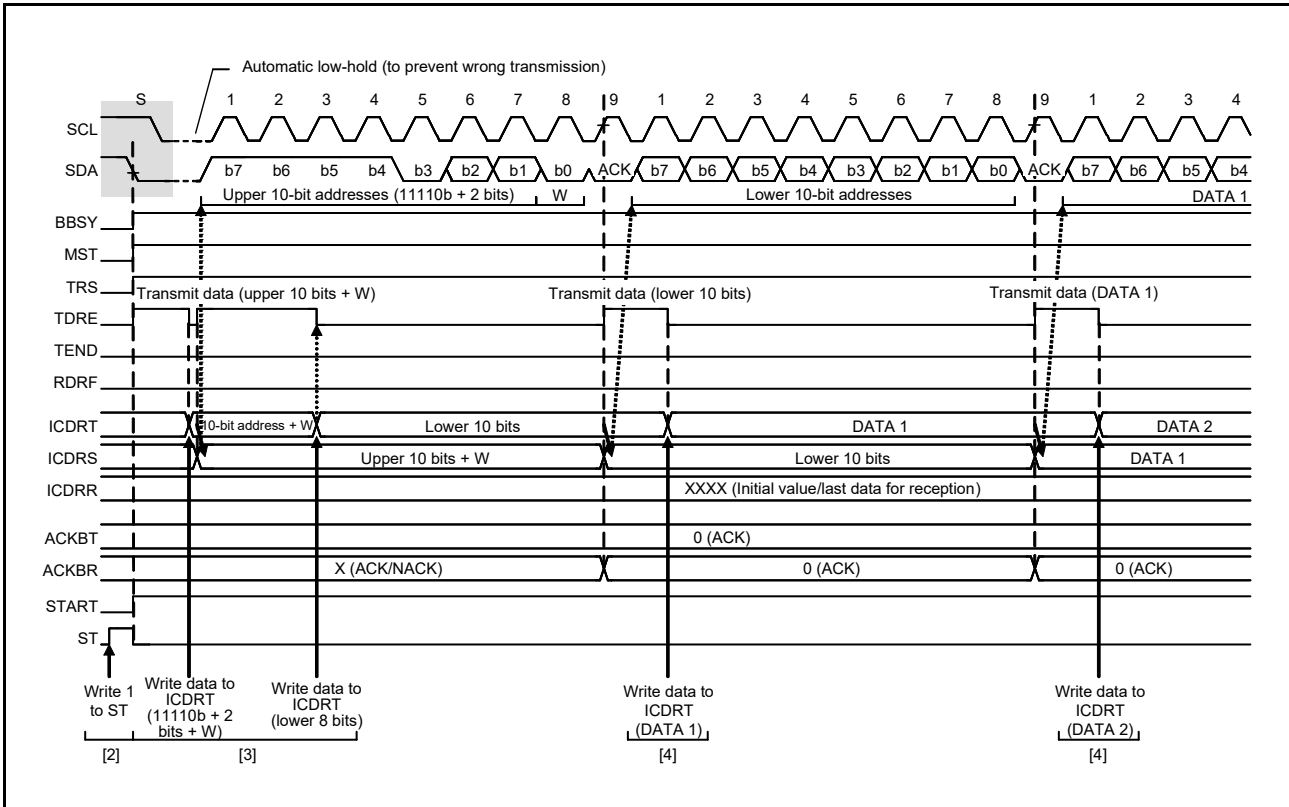 Automatic low-hold (to prevent wrong transmission)
S 1 2 3 4 5 6 7 8 9 1 2 3 4 5 6 7 8 9 1 2 3 4
SCL
SDA b7 b6 b5 b4 b3 b2 b1 b0 ACK b7 b6 b5 b4 b3 b2 b1 b0 ACK b7 b6 b5 b4
Upper 10-bit addresses (11110b + 2 bits) W Lower 10-bit addresses DATA 1
BBSY
MST
TRS
Transmit data (upper 10 bits + W) Transmit data (lower 10 bits) Transmit data (DATA 1)
TDRE
TEND
RDRF
ICDRT 10-bit address + W Lower 10 bits DATA 1 DATA 2
ICDRS Upper 10 bits + W Lower 10 bits DATA 1
ICDRR XXXX (Initial value/last data for reception)
ACKBT 0 (ACK)
ACKBR X (ACK/NACK) 0 (ACK) 0 (ACK)
START
ST
Write 1
to ST
Write data to
ICDRT
(11110b + 2
bits + W)
Write data to
ICDRT
(lower 8 bits)
Write data to
ICDRT
(DATA 1)
Write data to
ICDRT
(DATA 2)
[2] [3] [4] [4]